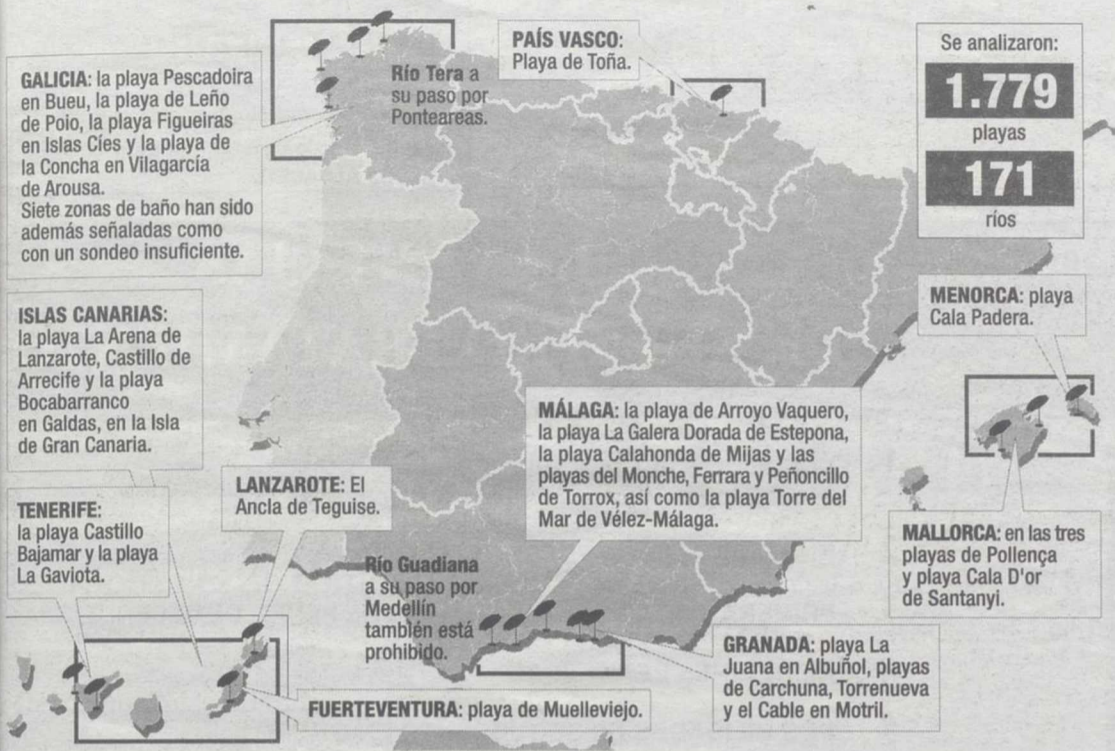 GALICIA: la playa Pescadoira
en Bueu, la playa de Leño
de Poio, la playa Figueiras
en Islas Cíes y la playa de
la Concha en Vilagarcía
de Arousa.
Siete zonas de baño han sido
además señaladas como
con un sondeo insuficiente.
Río Tera a
su paso por
Ponteareas.
PAÍS VASCO:
Playa de Toña.
Se analizaron:
1.779
playas
171
ríos
ISLAS CANARIAS:
la playa La Arena de
Lanzarote, Castillo de
Arrecife y la playa
Bocabarranco
en Galdas, en la Isla
de Gran Canaria.
MENORCA: playa
Cala Padera.
MÁLAGA: la playa de Arroyo Vaquero,
la playa La Galera Dorada de Estepona,
la playa Calahonda de Mijas y las
playas del Monche, Ferrara y Peñoncillo
de Torrox, así como la playa Torre del
Mar de Vélez-Málaga.
LANZAROTE: El
Ancla de Teguise.
TENERIFE:
la playa Castillo
Bajamar y la playa
La Gaviota.
MALLORCA: en las tres
playas de Pollença
y playa Cala D'or
de Santanyi.
Río Guadiana
a su paso por
Medellín
también está
prohibido.
GRANADA: playa La
Juana en Albuñol, playas
de Carchuna, Torrenueva
y el Cable en Motril.
FUERTEVENTURA: playa de Muelleviejo.